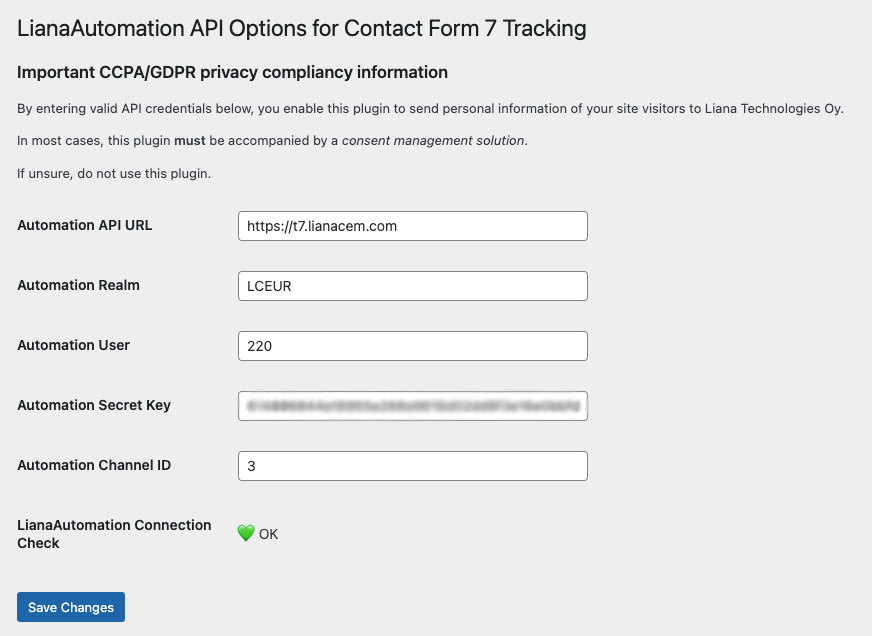 LianaAutomation API Options for Contact Form 7 Tracking
Important CCPA/GDPR privacy compliancy information
By entering valid API credentials below, you enable this plugin to send personal information of your site visitors to Liana Technologies Oy.
In most cases, this plugin must be accompanied by a consent management solution.
If unsure, do not use this plugin.
Automation API URL
https://t7.lianacem.com
Automation Realm
LCEUR
Automation User
220
Automation Secret Key
Automation Channel ID
3
LianaAutomation Connection
Check
OK
Save Changes